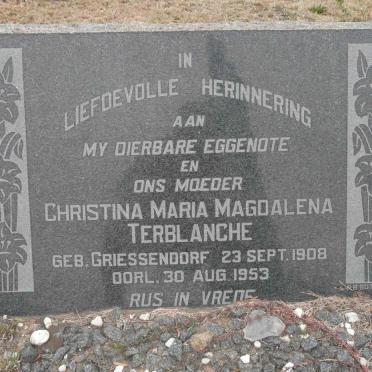 IN
LIEFDEVOLLE HERINNERING
AAN
MY DIERBARE EGGENOTE
EN
ONS MOEDER
CHRISTINA MARIA MAGDALENA
TERBLANCHE
GEB. GRIESSENDORF 23 SEPT. 1908
OORL. 30 AUG. 1953
RUS IN VREDE